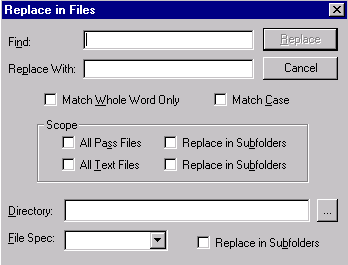 Replace in Files
Find: Replace
Replace With: Cancel
Match Whole Word Only Match Case
Scope
All Pass Files Replace in Subfolders
All Text Files Replace in Subfolders
Directory: ...
File Spec: Replace in Subfolders